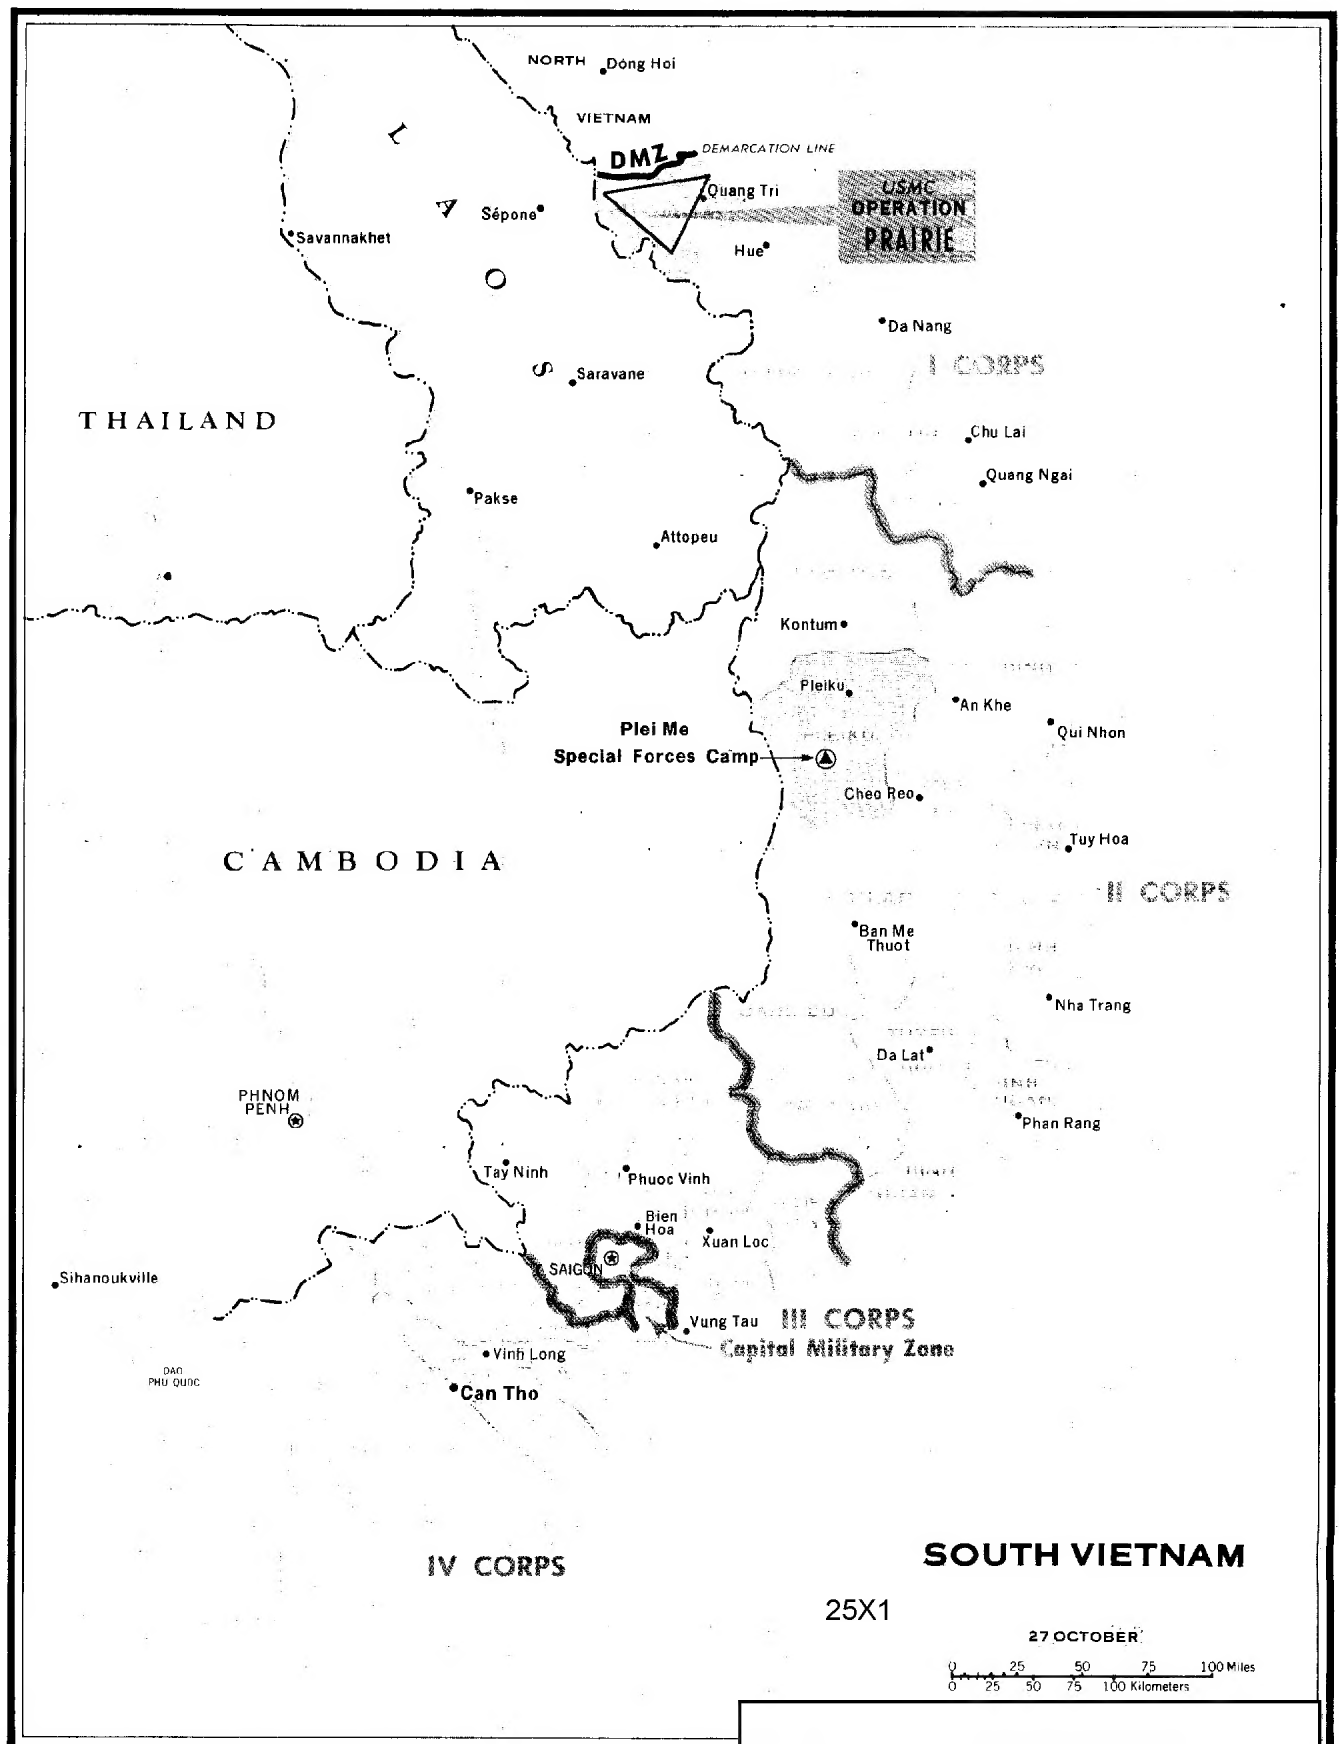 NORTH
Dong Hoi
VIETNAM
DMZ
DEMARCATION LINE
LAOS
Quang Tri
USMC
OPERATION
PRAIRIE
Sépone
Savannakhet
Hue
Da Nang
I CORPS
Saravane
THAILAND
Chu Lai
Quang Ngai
Pakse
Attopeu
Kontum
Pleiku
An Khe
Qui Nhon
Plei Me
Special Forces Camp
PLEIKU
Cheo Reo
Tuy Hoa
CAMBODIA
II CORPS
Ban Me
Thuot
Nha Trang
Da Lat
PHNOM
PENH
Phan Rang
Tay Ninh
Phuoc Vinh
Bien
Hoa
Xuan Loc
SAIGON
Sihanoukville
Vung Tau
III CORPS
Capital Military Zone
Vinh Long
DAO
PHU QUOC
Can Tho
IV CORPS
SOUTH VIETNAM
25X1
27 OCTOBER
0 25 50 75 100 Miles
0 25 50 75 100 Kilometers